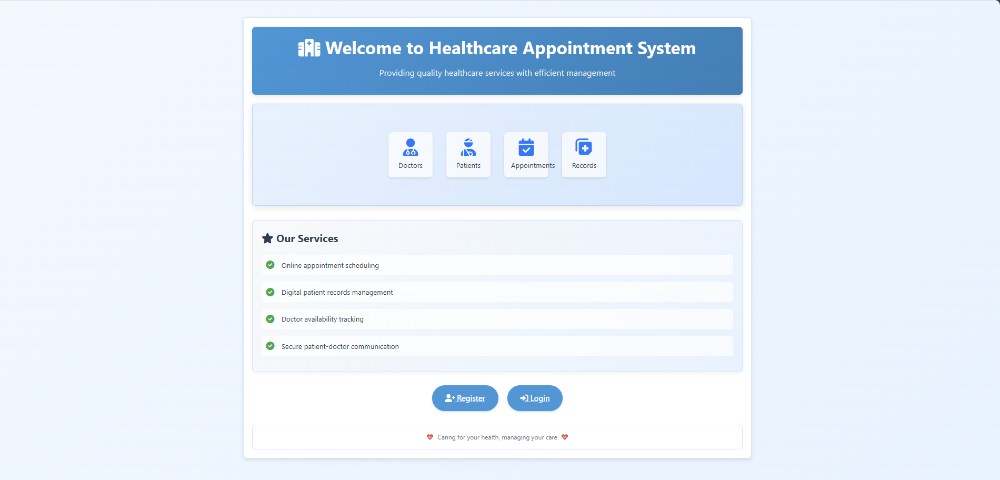 Welcome to Healthcare Appointment System
Providing quality healthcare services with efficient management
Doctors
Patients
Appointments
Records
Our Services
Online appointment scheduling
Digital patient records management
Doctor availability tracking
Secure patient-doctor communication
Register
Login
Caring for your health, managing your care